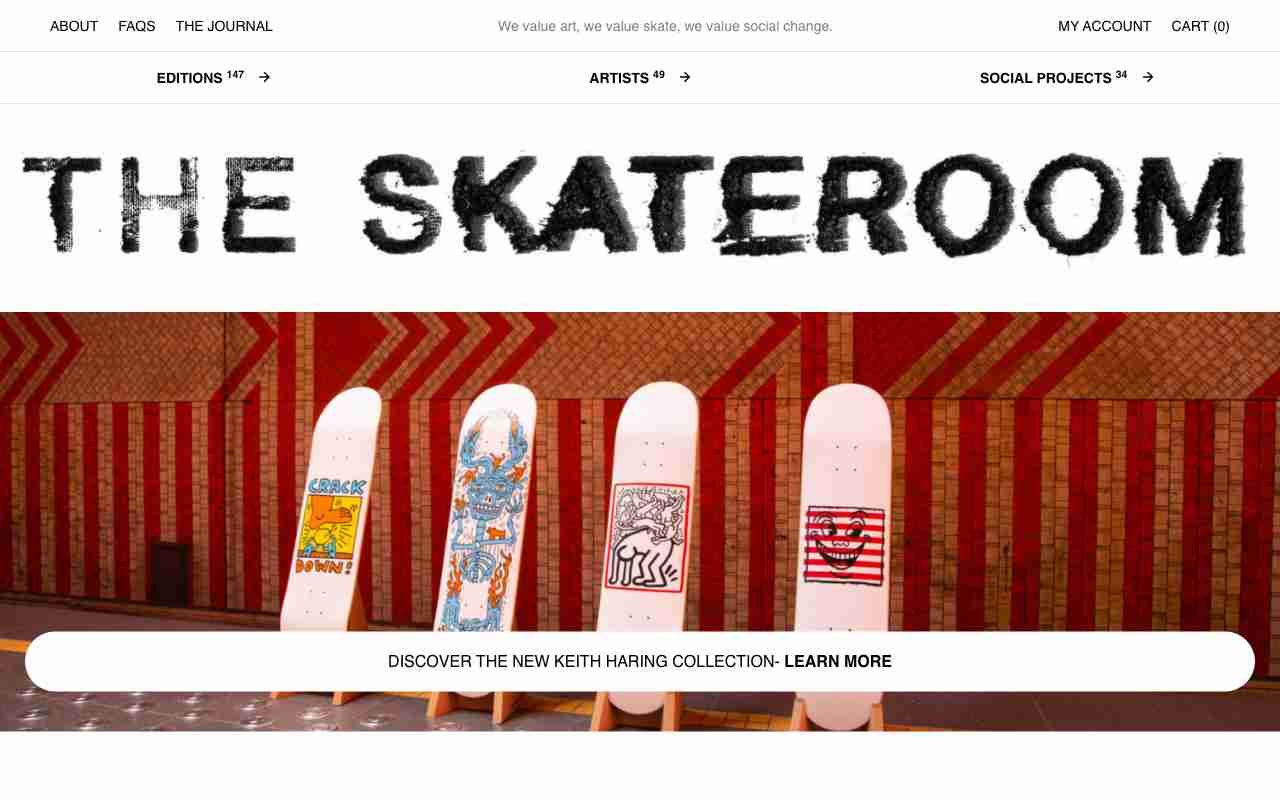 ABOUT FAQS THE JOURNAL
We value art, we value skate, we value social change.
MY ACCOUNT CART (0)
EDITIONS 147 →
ARTISTS 49 →
SOCIAL PROJECTS 34 →
THE SKATEROOM
CRACK
DOWN!
DISCOVER THE NEW KEITH HARING COLLECTION- LEARN MORE